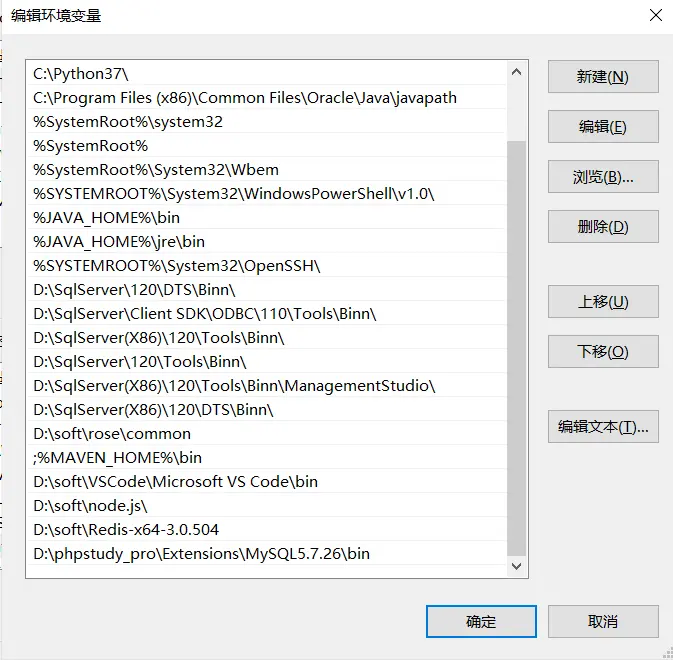 编辑环境变量
C:\Python37\
C:\Program Files (x86)\Common Files\Oracle\Java\javapath
%SystemRoot%\system32
%SystemRoot%
%SystemRoot%\System32\Wbem
%SYSTEMROOT%\System32\WindowsPowerShell\v1.0\
%JAVA_HOME%\bin
%JAVA_HOME%\jre\bin
%SYSTEMROOT%\System32\OpenSSH\
D:\SqlServer\120\DTS\Binn\
D:\SqlServer\Client SDK\ODBC\110\Tools\Binn\
D:\SqlServer(X86)\120\Tools\Binn\
D:\SqlServer\120\Tools\Binn\
D:\SqlServer(X86)\120\Tools\Binn\ManagementStudio\
D:\SqlServer(X86)\120\DTS\Binn\
D:\soft\rose\common
;%MAVEN_HOME%\bin
D:\soft\VSCode\Microsoft VS Code\bin
D:\soft\node.js\
D:\soft\Redis-x64-3.0.504
D:\phpstudy_pro\Extensions\MySQL5.7.26\bin
新建(N)
编辑(E)
浏览(B)...
删除(D)
上移(U)
下移(O)
编辑文本(T)...
确定
取消